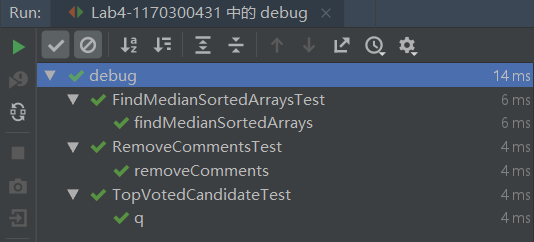 Run: Lab4-1170300431 中的 debug ×
debug 14 ms
FindMedianSortedArraysTest 6 ms
findMedianSortedArrays 6 ms
RemoveCommentsTest 4 ms
removeComments 4 ms
TopVotedCandidateTest 4 ms
q 4 ms